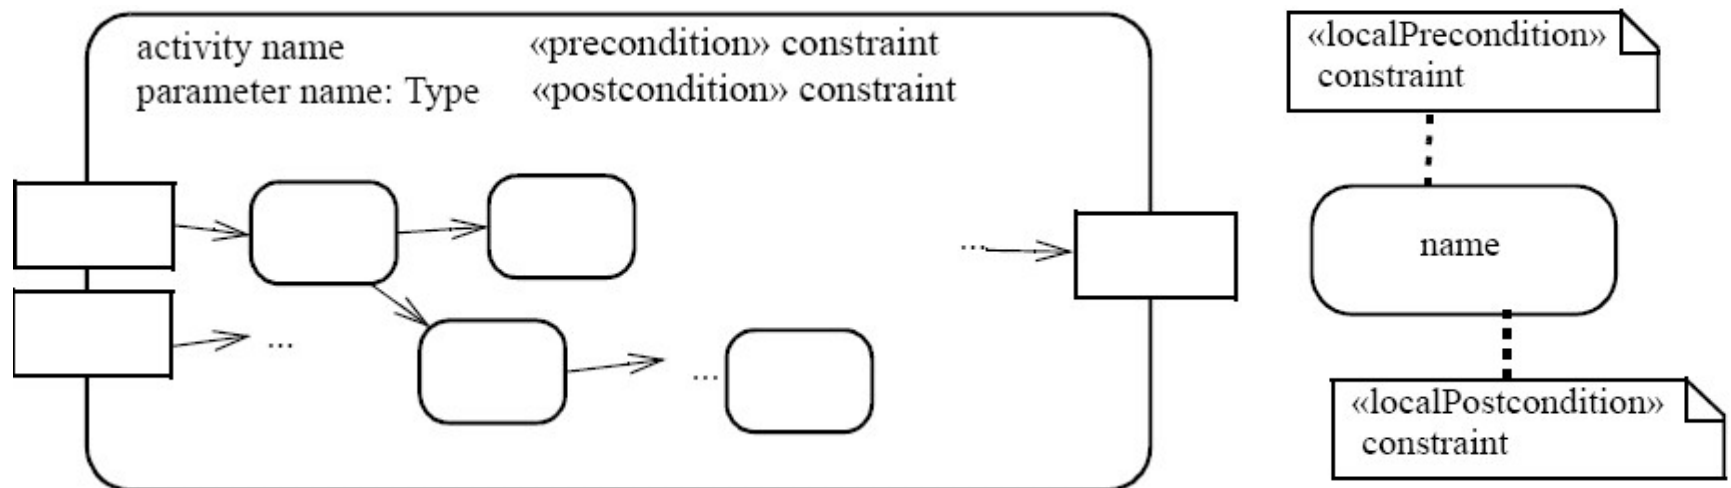 activity name «precondition» constraint
parameter name: Type «postcondition» constraint
...
...
...
«localPrecondition»
constraint
name
«localPostcondition»
constraint